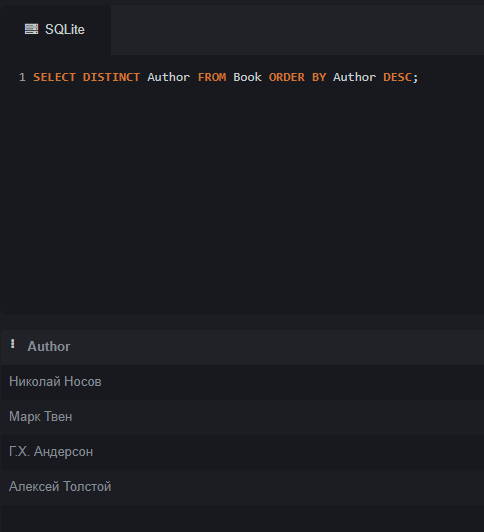 SQLite
1 SELECT DISTINCT Author FROM Book ORDER BY Author DESC;
Author
Николай Носов
Марк Твен
Г.Х. Андерсон
Алексей Толстой